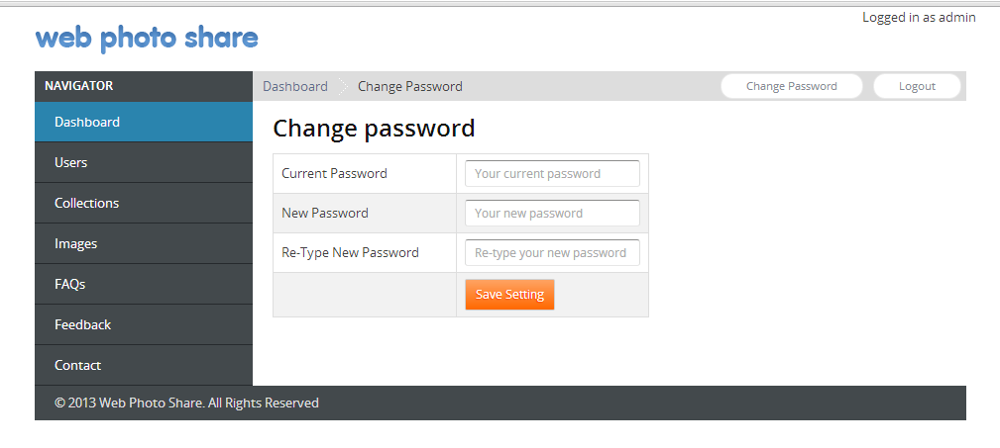 Logged in as admin
web photo share
NAVIGATOR
Dashboard
Users
Collections
Images
FAQs
Feedback
Contact
Dashboard Change Password Change Password Logout
Change password
Current Password Your current password
New Password Your new password
Re-Type New Password Re-type your new password
Save Setting
© 2013 Web Photo Share. All Rights Reserved